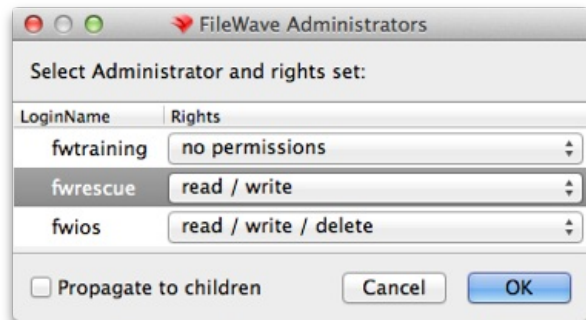 FileWave Administrators
Select Administrator and rights set:
LoginName Rights
fwtraining no permissions
fwrescue read / write
fwios read / write / delete
Propagate to children Cancel OK